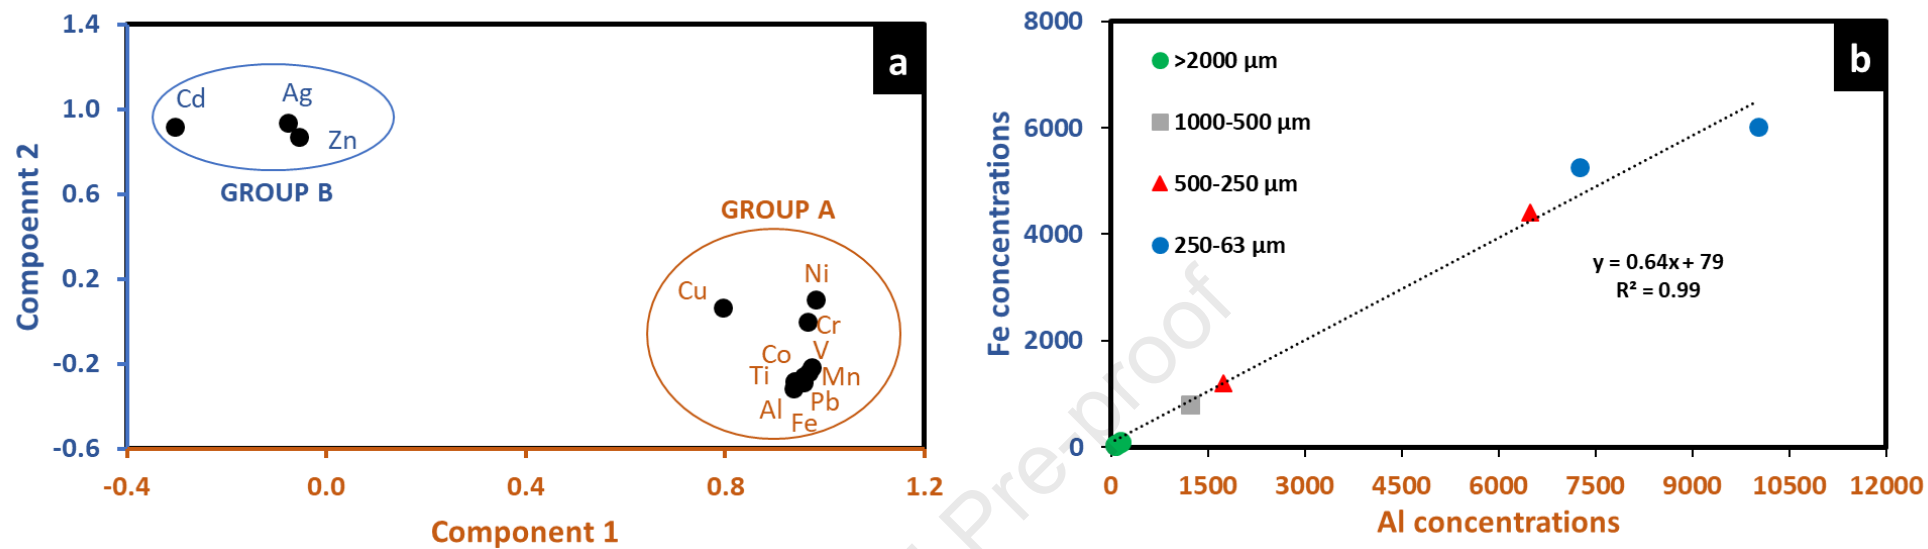 a
1.4
1.0
0.6
0.2
-0.2
-0.6
Compoennt 2
Cd
Ag
Zn
GROUP B
GROUP A
Ni
Cu
Cr
V
Co
Ti
Mn
Pb
Al
Fe
-0.4 0.0 0.4 0.8 1.2
Component 1
b
8000
6000
4000
2000
0
Fe concentrations
>2000 µm
1000-500 µm
500-250 µm
250-63 µm
y = 0.64x + 79
R² = 0.99
0 1500 3000 4500 6000 7500 9000 10500 12000
Al concentrations
Pre-proof